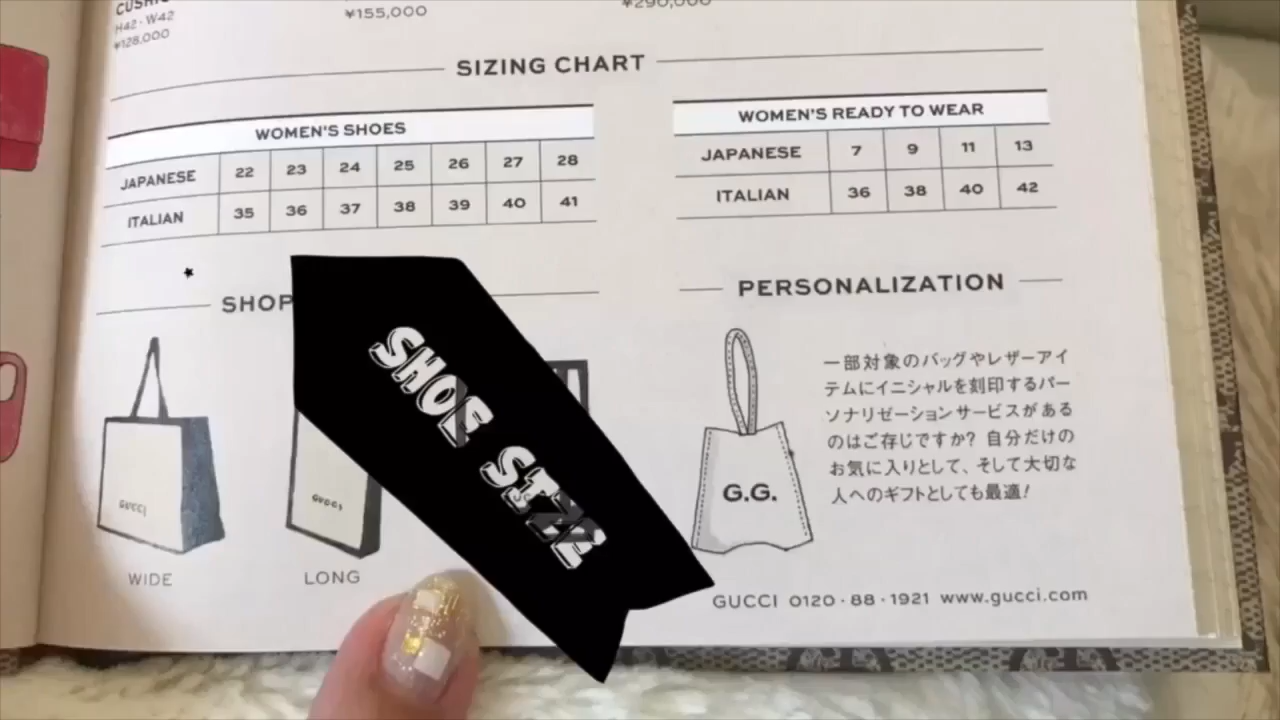 CUSHI
H42 · W42
¥128,000
¥155,000
¥290,000
SIZING CHART
WOMEN'S SHOES
JAPANESE 22 23 24 25 26 27 28
ITALIAN 35 36 37 38 39 40 41
WOMEN'S READY TO WEAR
JAPANESE 7 9 11 13
ITALIAN 36 38 40 42
SHOP
SHOP SIZE
GUCCI
WIDE
GUCCI
LONG
PERSONALIZATION
G.G.
一部対象のバッグやレザーアイ
テムにイニシャルを刻印するパー
ソナリゼーションサービスがある
のはご存じですか? 自分だけの
お気に入りとして、そして大切な
人へのギフトとしても最適!
GUCCI 0120 · 88 · 1921 www.gucci.com